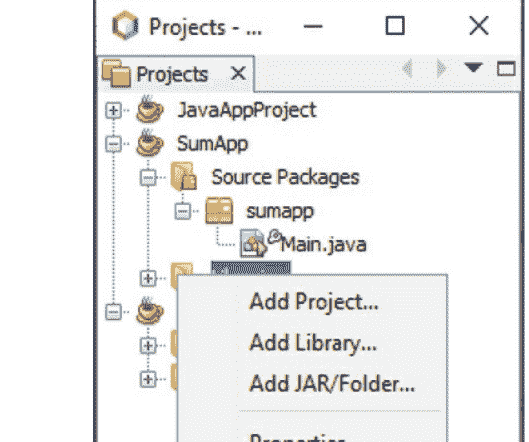 Projects - ...
Projects
JavaAppProject
SumApp
Source Packages
sumapp
Main.java
Add Project...
Add Library...
Add JAR/Folder...